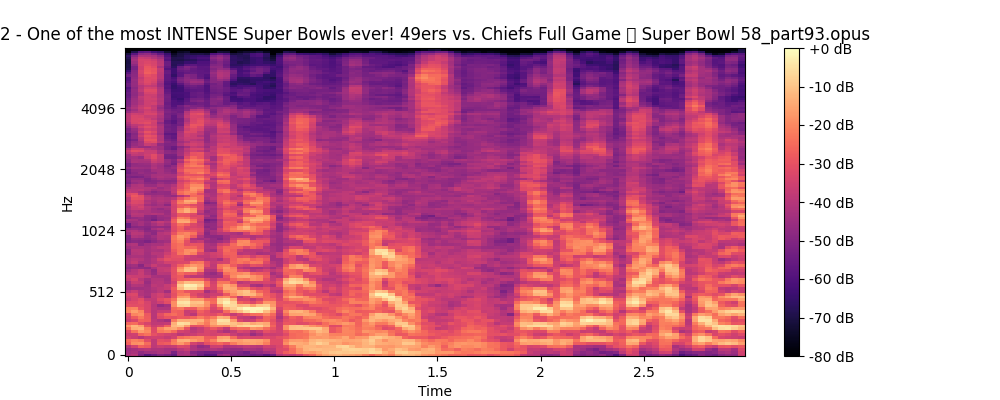 2 - One of the most INTENSE Super Bowls ever! 49ers vs. Chiefs Full Game Super Bowl 58_part93.opus
+0 dB
4096
-10 dB
-20 dB
2048
-30 dB
Hz
1024
-40 dB
-50 dB
512
-60 dB
-70 dB
0
-80 dB
0
0.5
1
1.5
2
2.5
Time